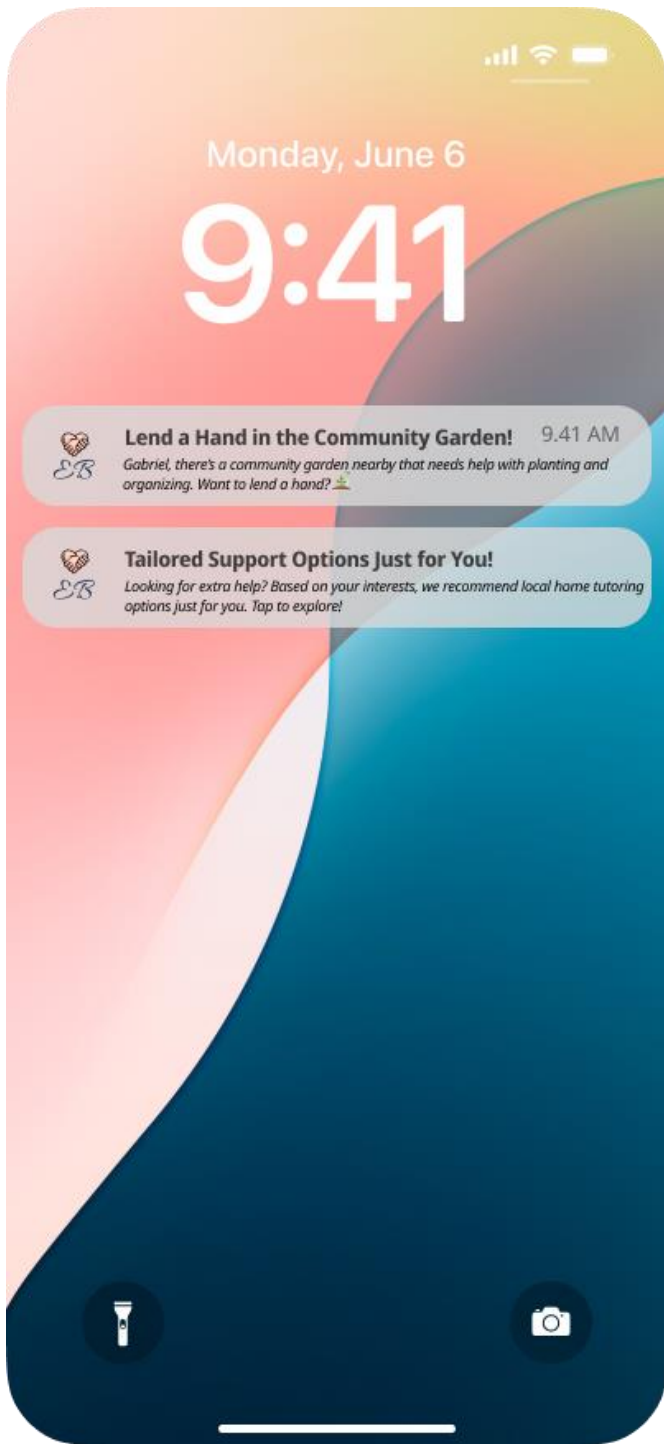 Monday, June 6
9:41
Lend a Hand in the Community Garden! 9.41 AM
EB
Gabriel, there's a community garden nearby that needs help with planting and
organizing. Want to lend a hand?
Tailored Support Options Just for You!
EB
Looking for extra help? Based on your interests, we recommend local home tutoring
options just for you. Tap to explore!